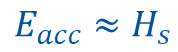 E_acc ≈ H_s